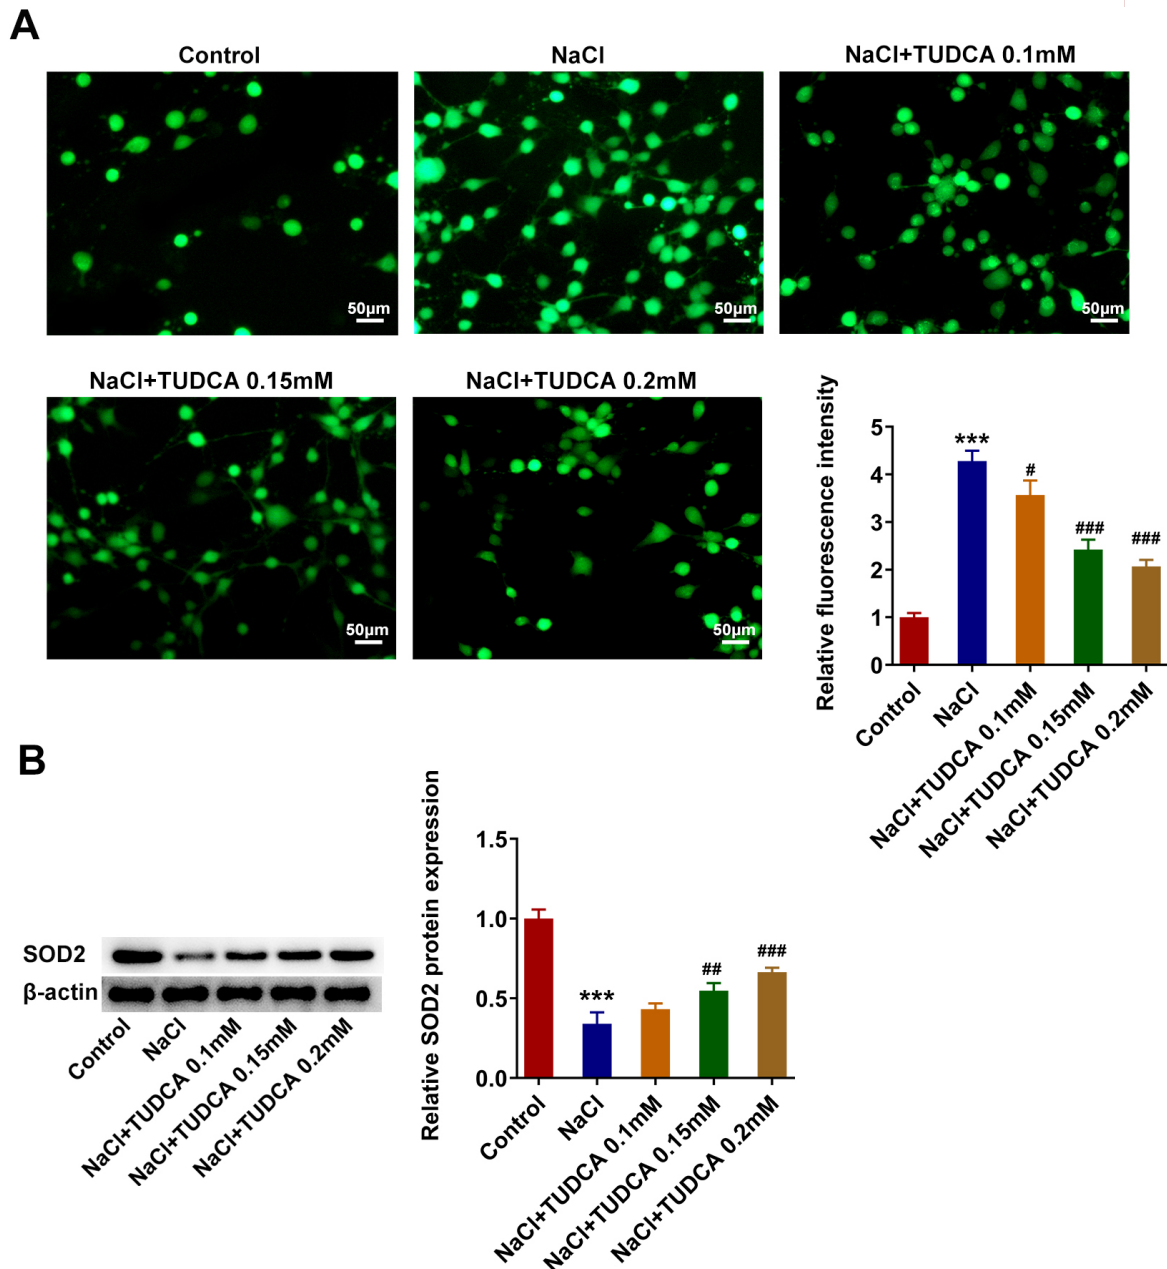 A
Control
NaCl
NaCl+TUDCA 0.1mM
50μm
50μm
50μm
NaCl+TUDCA 0.15mM
NaCl+TUDCA 0.2mM
50μm
50μm
Relative fluorescence intensity
5
4
3
2
1
0
***
#
###
###
Control
NaCl
NaCl+TUDCA 0.1mM
NaCl+TUDCA 0.15mM
NaCl+TUDCA 0.2mM
B
SOD2
β-actin
Control
NaCl
NaCl+TUDCA 0.1mM
NaCl+TUDCA 0.15mM
NaCl+TUDCA 0.2mM
Relative SOD2 protein expression
1.5
1.0
0.5
0.0
***
##
###
Control
NaCl
NaCl+TUDCA 0.1mM
NaCl+TUDCA 0.15mM
NaCl+TUDCA 0.2mM